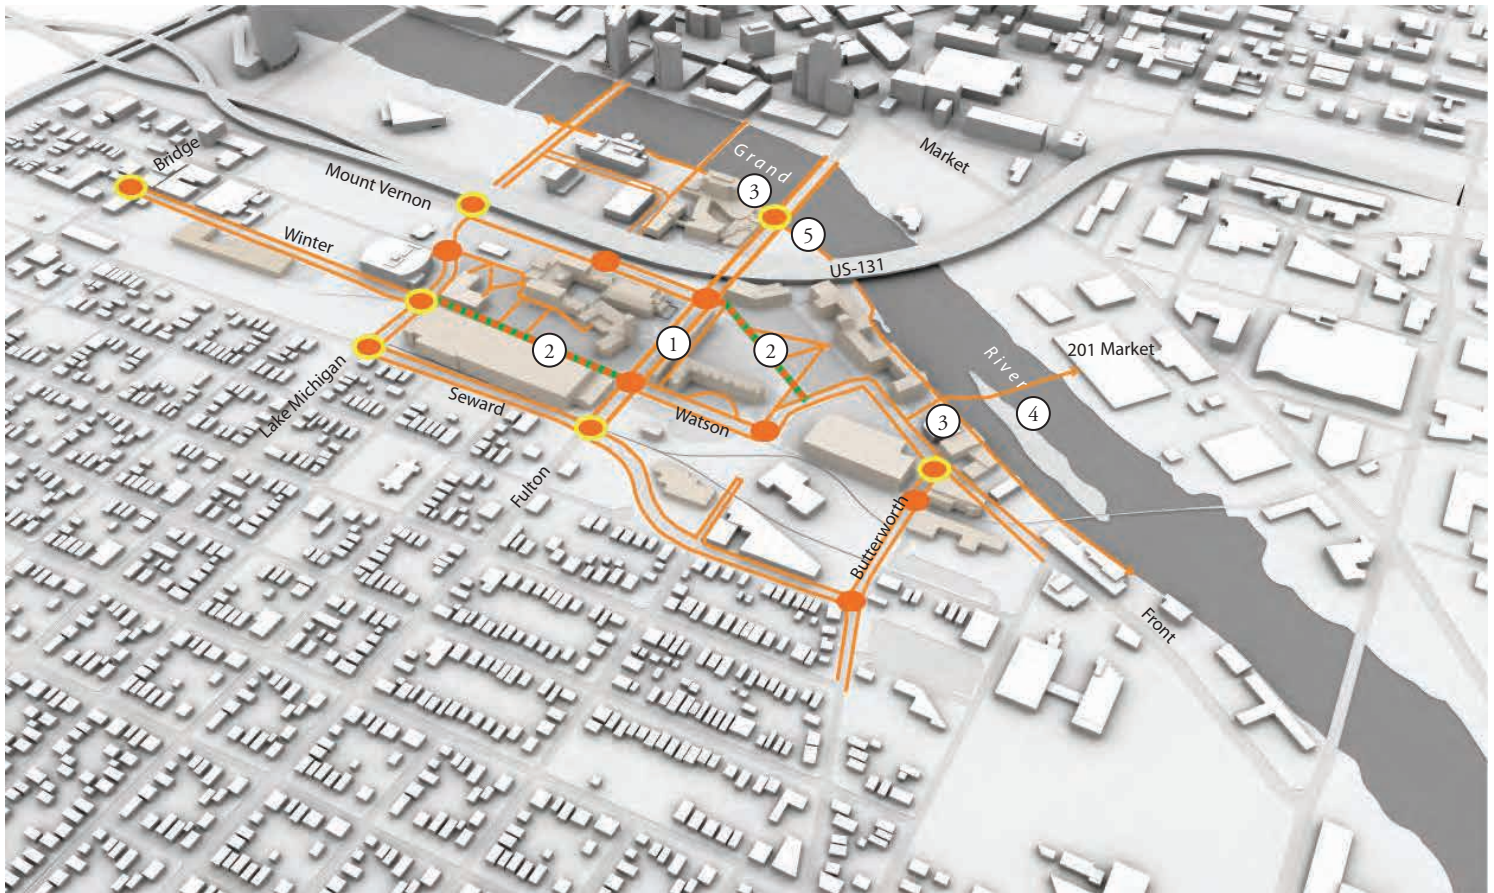 Bridge
Mount Vernon
Winter
Grand
Market
3
5
US-131
1
2
2
River
201 Market
Lake Michigan
Seward
Watson
3
4
Fulton
Butterworth
Front